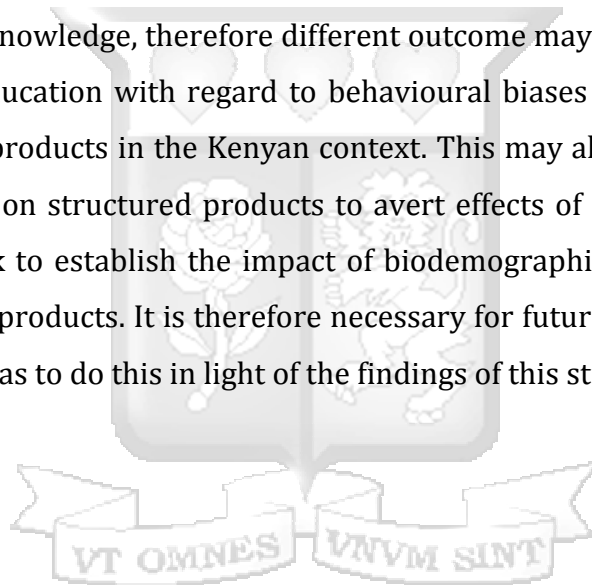 nowledge, therefore different outcome may
ucation with regard to behavioural biases
products in the Kenyan context. This may al
on structured products to avert effects of
k to establish the impact of biodemographi
products. It is therefore necessary for futur
as to do this in light of the findings of this st
VT OMNES VNVM SINT